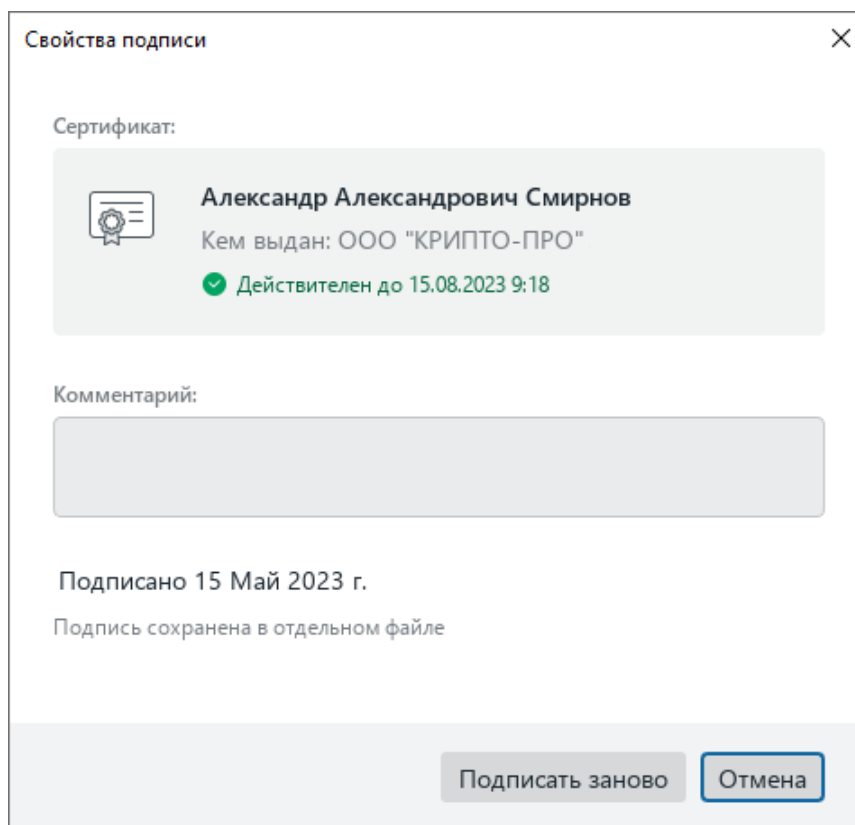 Свойства подписи
Сертификат:
Александр Александрович Смирнов
Кем выдан: ООО "КРИПТО-ПРО"
Действителен до 15.08.2023 9:18
Комментарий:
Подписано 15 Май 2023 г.
Подпись сохранена в отдельном файле
Подписать заново
Отмена